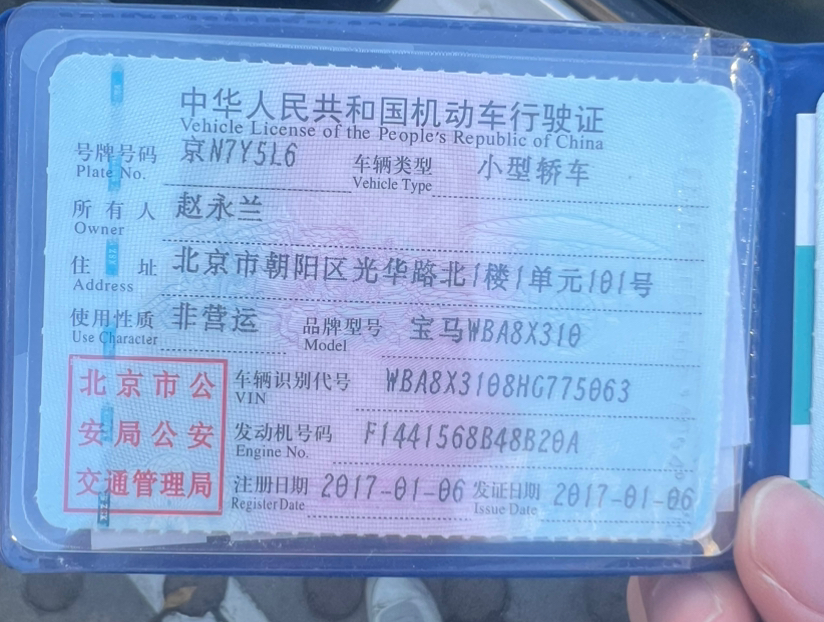 中华人民共和国机动车行驶证
Vehicle License of the People's Republic of China
号牌号码 京N7Y5L6 车辆类型 小型轿车
Plate No. Vehicle Type
所有人 赵永兰
Owner
住址 北京市朝阳区光华路北1楼1单元101号
Address
使用性质 非营运 品牌型号 宝马WBA8X310
Use Character Model
北京市公 车辆识别代号 WBA8X3108HG775063
VIN
安局公安 发动机号码 F1441568B48B20A
Engine No.
交通管理局 注册日期 2017-01-06 发证日期 2017-01-06
Register Date Issue Date